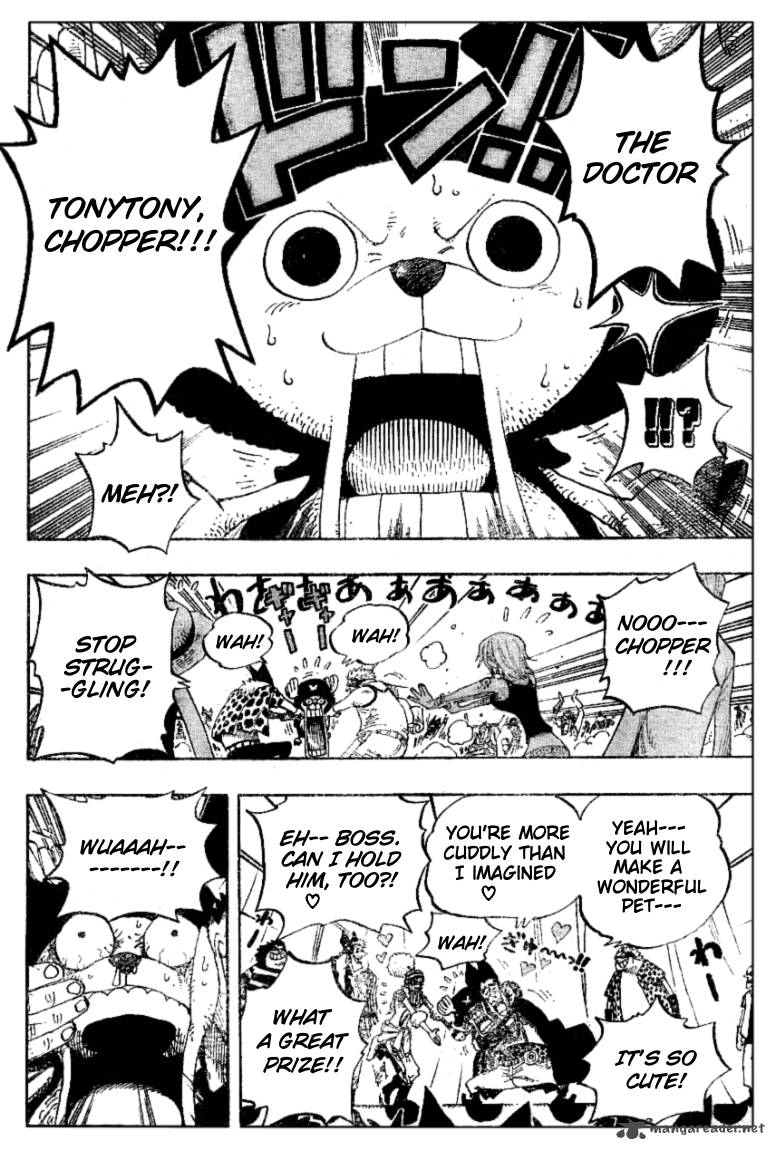 THE
DOCTOR
TONYTONY,
CHOPPER!!!
!!?
MEH?!
NOOO---
CHOPPER
!!!
WAH!
WAH!
STOP
STRUG-
-GLING!
YEAH---
YOU WILL
MAKE A
WONDERFUL
PET---
YOU'RE MORE
CUDDLY THAN
I IMAGINED
♡
EH-- BOSS.
CAN I HOLD
HIM, TOO?!
♡
WAH!
WHAT
A GREAT
PRIZE!!
IT'S SO
CUTE!
WUAAAH--
-------!!
mangareader.net